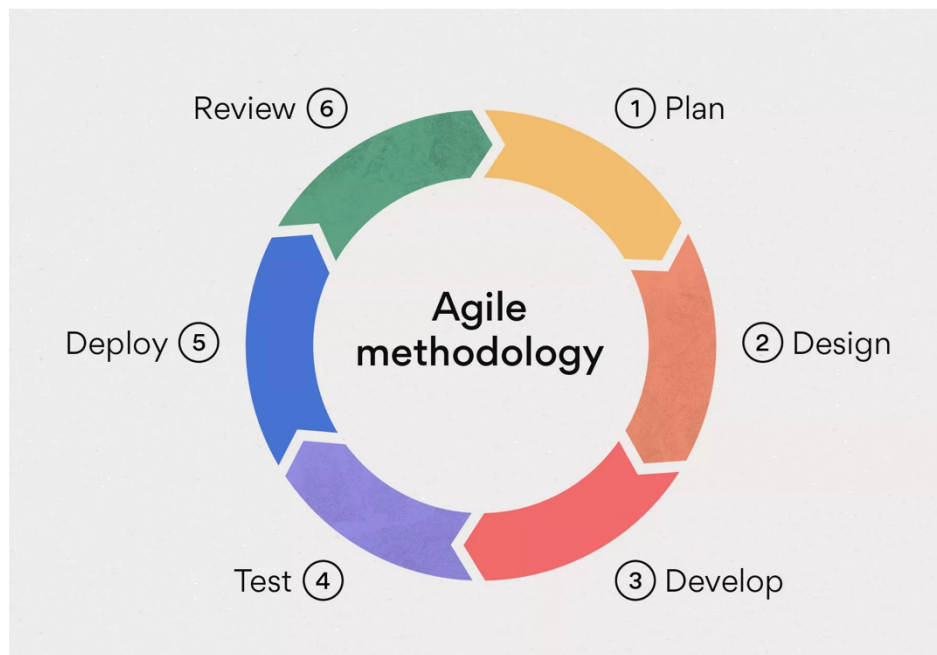 Agile
methodology
1 Plan
2 Design
3 Develop
Test 4
Deploy 5
Review 6